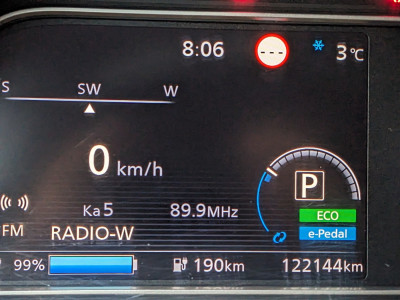 8:06 --- 3°C
S SW W
0 km/h
P
Ka 5 89.9MHz
ECO
FM RADIO-W
e-Pedal
99% 190km 122144km